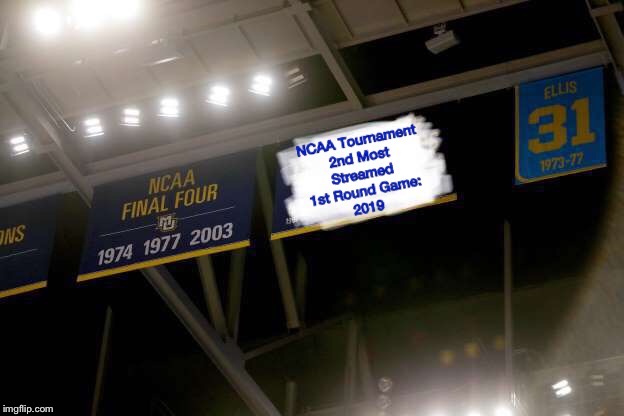 ONS
NCAA
FINAL FOUR
1974 1977 2003
NCAA Tournament
2nd Most
Streamed
1st Round Game:
2019
ELLIS
31
1973-77
imgflip.com